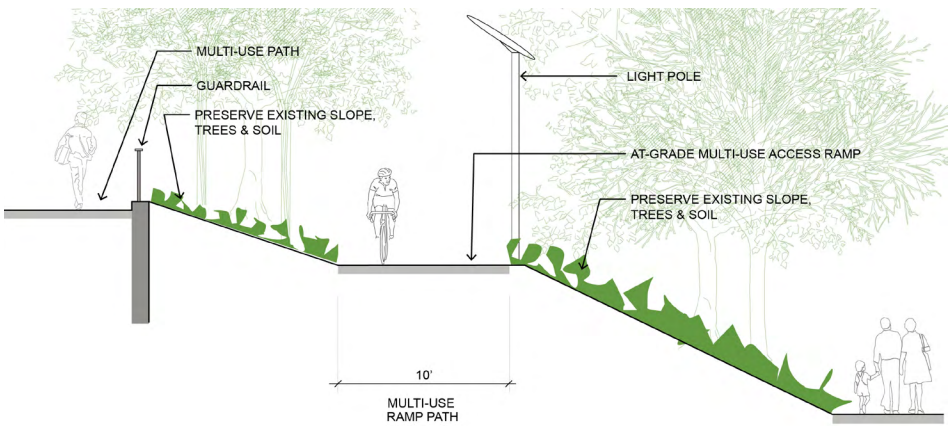 MULTI-USE PATH
GUARDRAIL
PRESERVE EXISTING SLOPE,
TREES & SOIL
LIGHT POLE
AT-GRADE MULTI-USE ACCESS RAMP
PRESERVE EXISTING SLOPE,
TREES & SOIL
10'
MULTI-USE
RAMP PATH